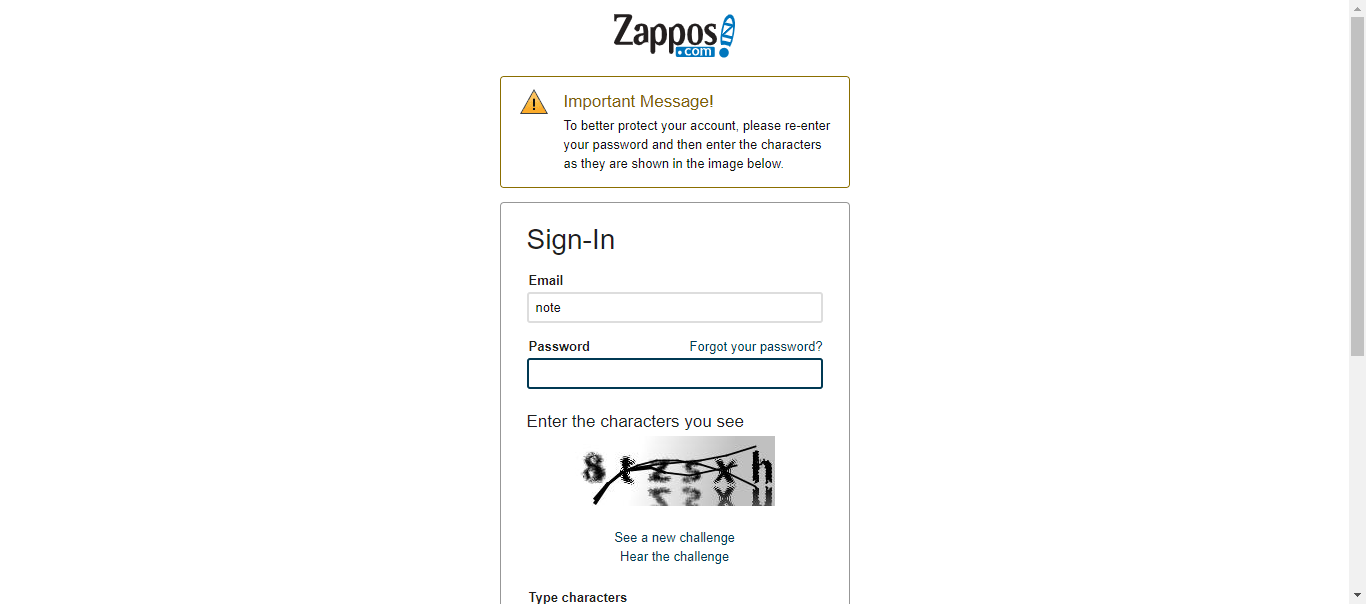 Zappos
.com
Important Message!
To better protect your account, please re-enter
your password and then enter the characters
as they are shown in the image below.
Sign-In
Email
note
Password Forgot your password?
Enter the characters you see
See a new challenge
Hear the challenge
Type characters